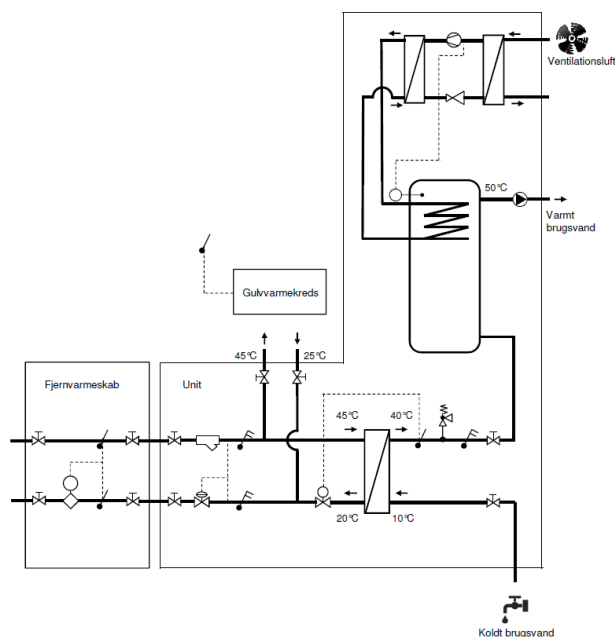 Ventilationsluft
50°C
Varmt
brugsvand
Gulvvarmekreds
45°C
25°C
Fjernvarmeskab
Unit
45°C
40°C
20°C
10°C
Koldt brugsvand